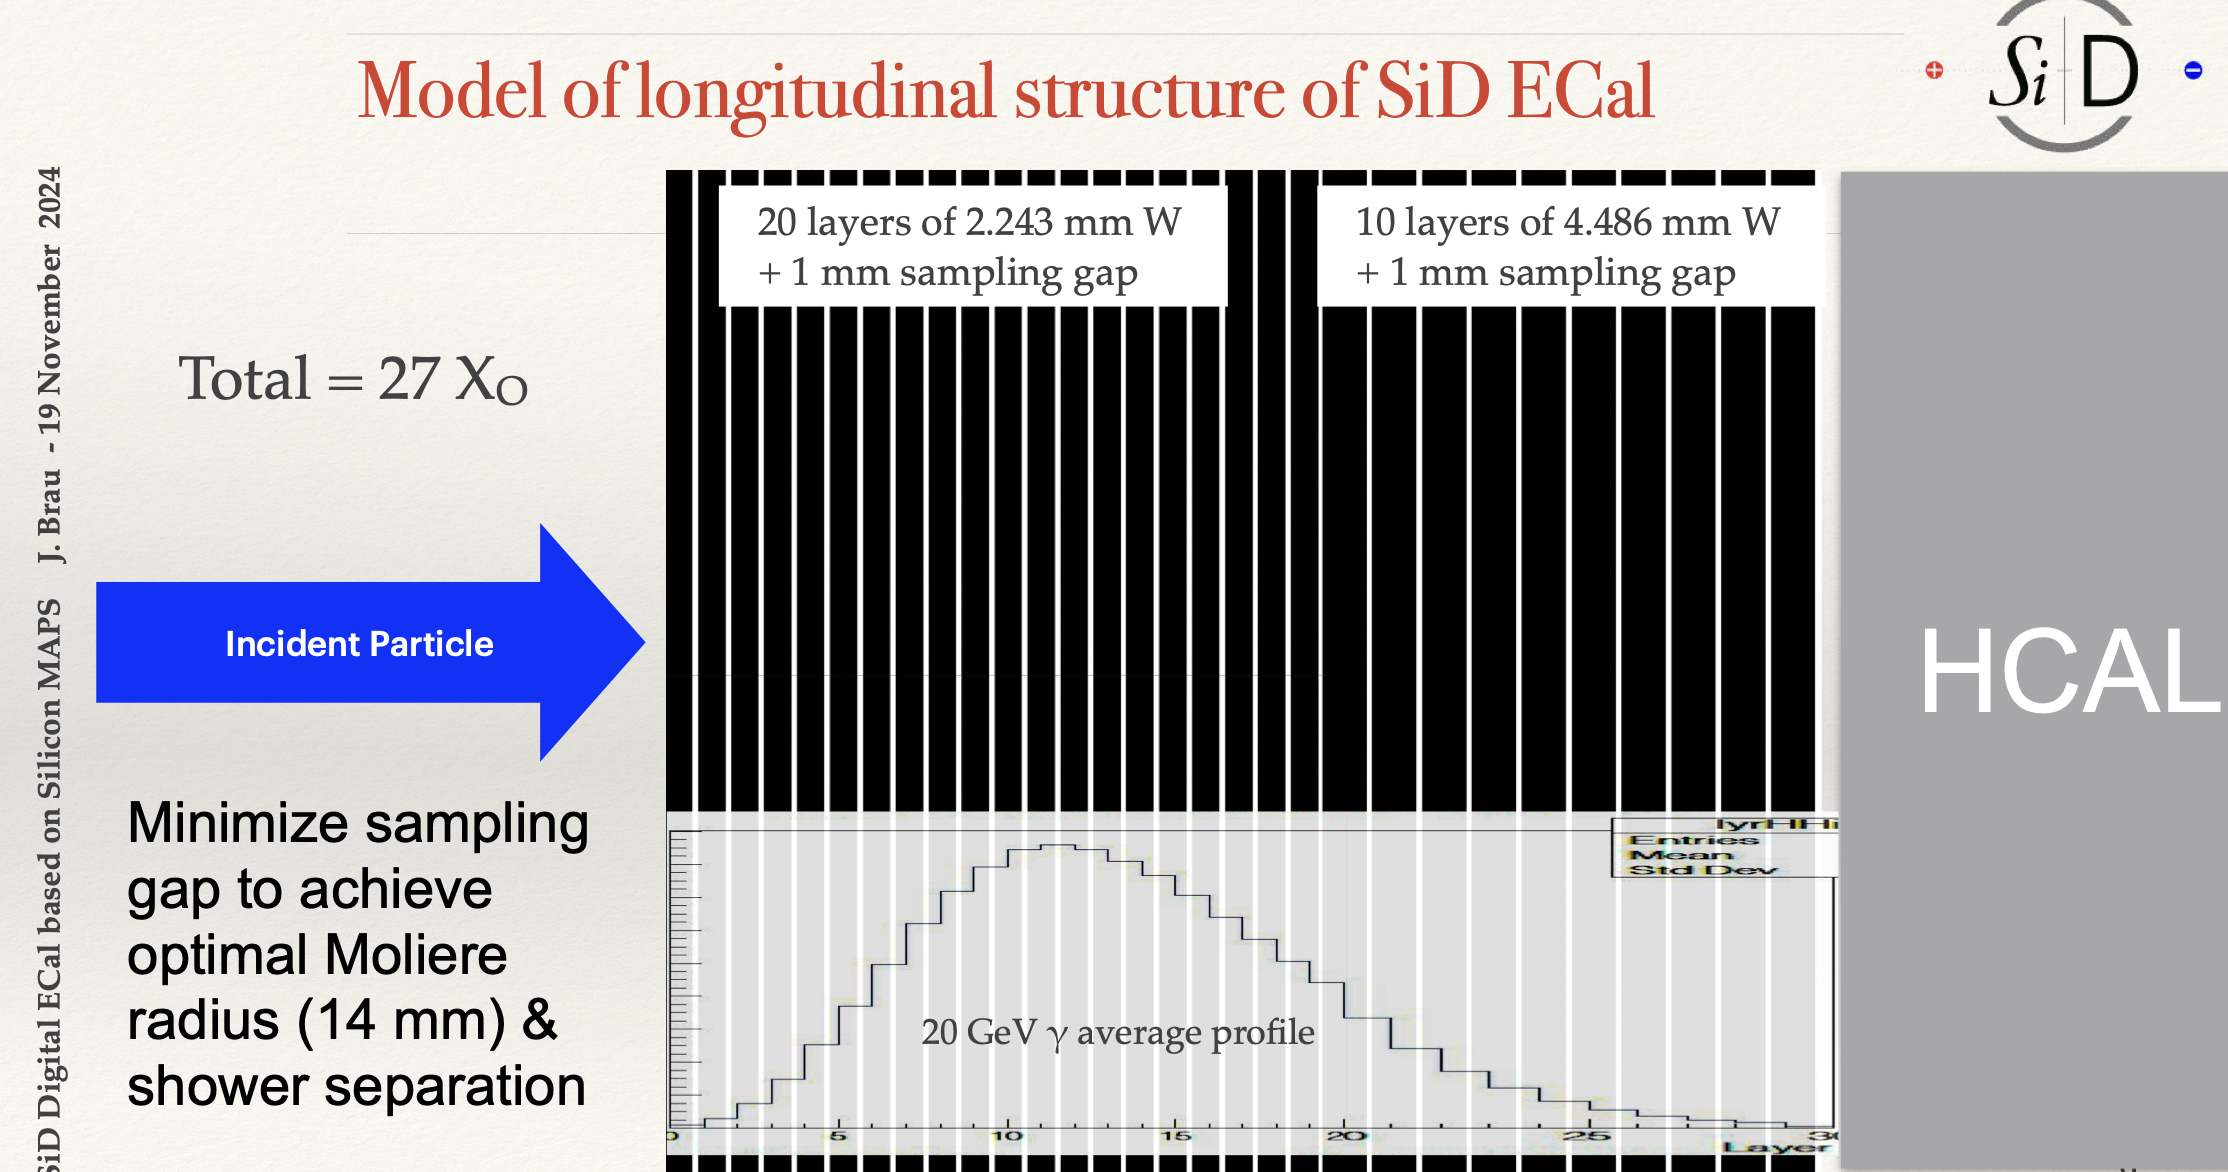 Model of longitudinal structure of SiD ECal
Si D
SiD Digital ECal based on Silicon MAPS J. Brau - 19 November 2024
20 layers of 2.243 mm W
+ 1 mm sampling gap
10 layers of 4.486 mm W
+ 1 mm sampling gap
Total = 27 XO
Incident Particle
HCAL
Minimize sampling
gap to achieve
optimal Moliere
radius (14 mm) &
shower separation
Entries
Mean
Std Dev
20 GeV γ average profile
0 5 10 15 20 25
Layer